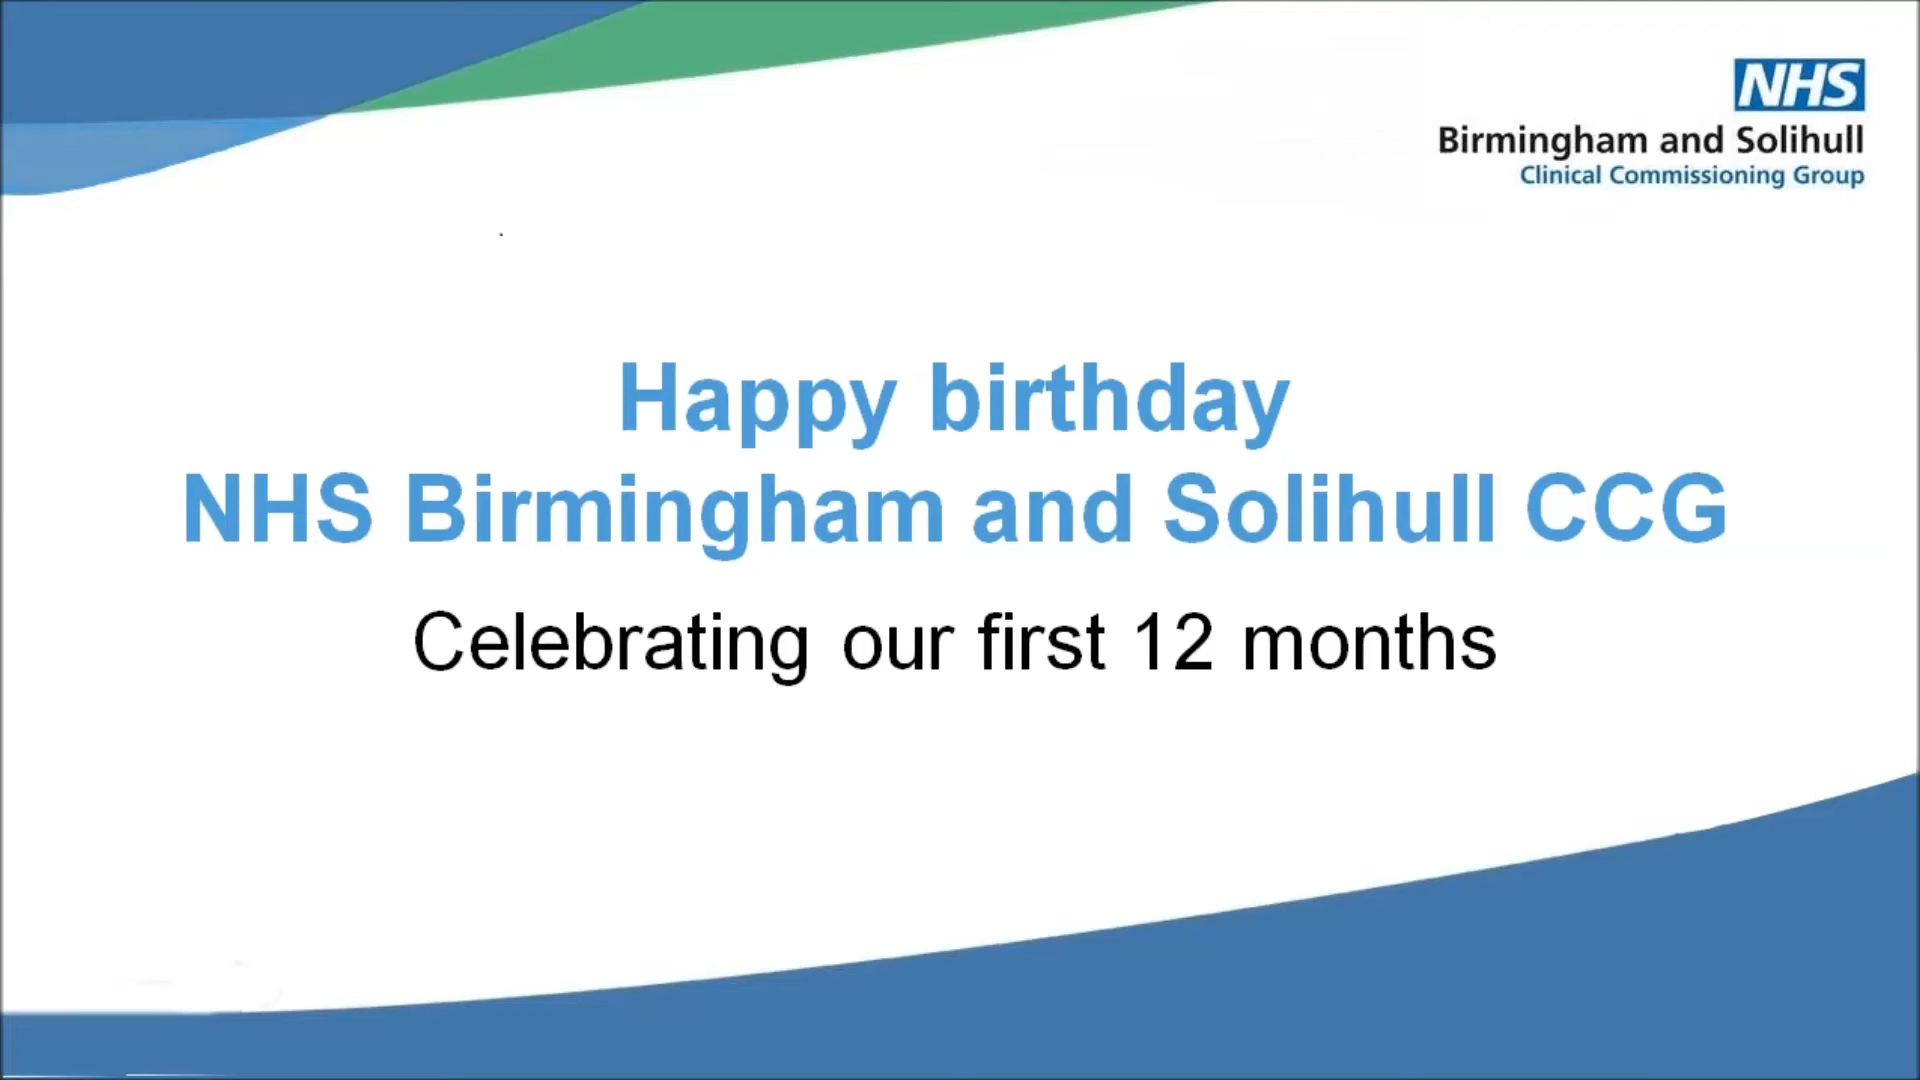 NHS
Birmingham and Solihull
Clinical Commissioning Group
Happy birthday
NHS Birmingham and Solihull CCG
Celebrating our first 12 months